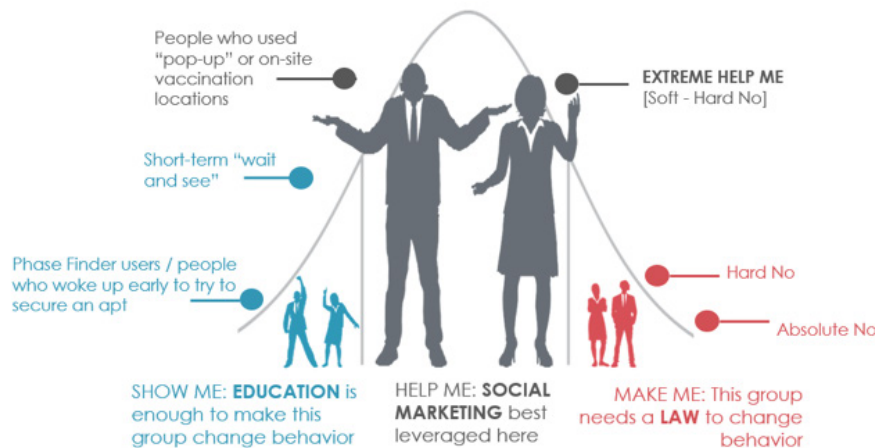 People who used
“pop-up” or on-site
vaccination
locations
EXTREME HELP ME
[Soft - Hard No]
Short-term “wait
and see”
Phase Finder users / people
who woke up early to try to
secure an apt
Hard No
Absolute No
SHOW ME: EDUCATION is
enough to make this
group change behavior
HELP ME: SOCIAL
MARKETING best
leveraged here
MAKE ME: This group
needs a LAW to change
behavior